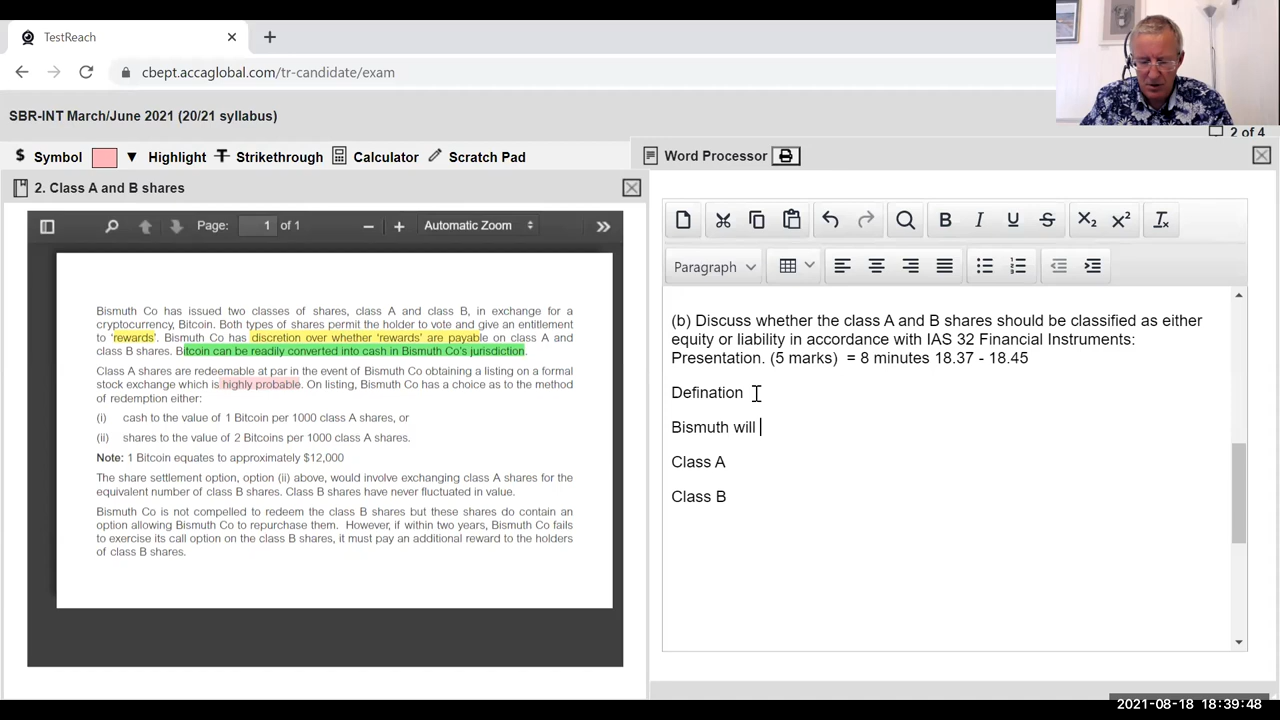 TestReach
cbept.accaglobal.com/tr-candidate/exam
SBR-INT March/June 2021 (20/21 syllabus)
2 of 4
$ Symbol Highlight Strikethrough Calculator Scratch Pad
Word Processor
2. Class A and B shares
Page: 1 of 1 Automatic Zoom
Bismuth Co has issued two classes of shares, class A and class B, in exchange for a
cryptocurrency, Bitcoin. Both types of shares permit the holder to vote and give an entitlement
to 'rewards'. Bismuth Co has discretion over whether 'rewards' are payable on class A and
class B shares. Bitcoin can be readily converted into cash in Bismuth Co's jurisdiction.
Class A shares are redeemable at par in the event of Bismuth Co obtaining a listing on a formal
stock exchange which is highly probable. On listing, Bismuth Co has a choice as to the method
of redemption either:
(i) cash to the value of 1 Bitcoin per 1000 class A shares, or
(ii) shares to the value of 2 Bitcoins per 1000 class A shares.
Note: 1 Bitcoin equates to approximately $12,000
The share settlement option, option (ii) above, would involve exchanging class A shares for the
equivalent number of class B shares. Class B shares have never fluctuated in value.
Bismuth Co is not compelled to redeem the class B shares but these shares do contain an
option allowing Bismuth Co to repurchase them. However, if within two years, Bismuth Co fails
to exercise its call option on the class B shares, it must pay an additional reward to the holders
of class B shares.
B I U S X₂ X² Tx
Paragraph
(b) Discuss whether the class A and B shares should be classified as either
equity or liability in accordance with IAS 32 Financial Instruments:
Presentation. (5 marks) = 8 minutes 18.37 - 18.45
Defination
Bismuth will
Class A
Class B
2021-08-18 18:39:48